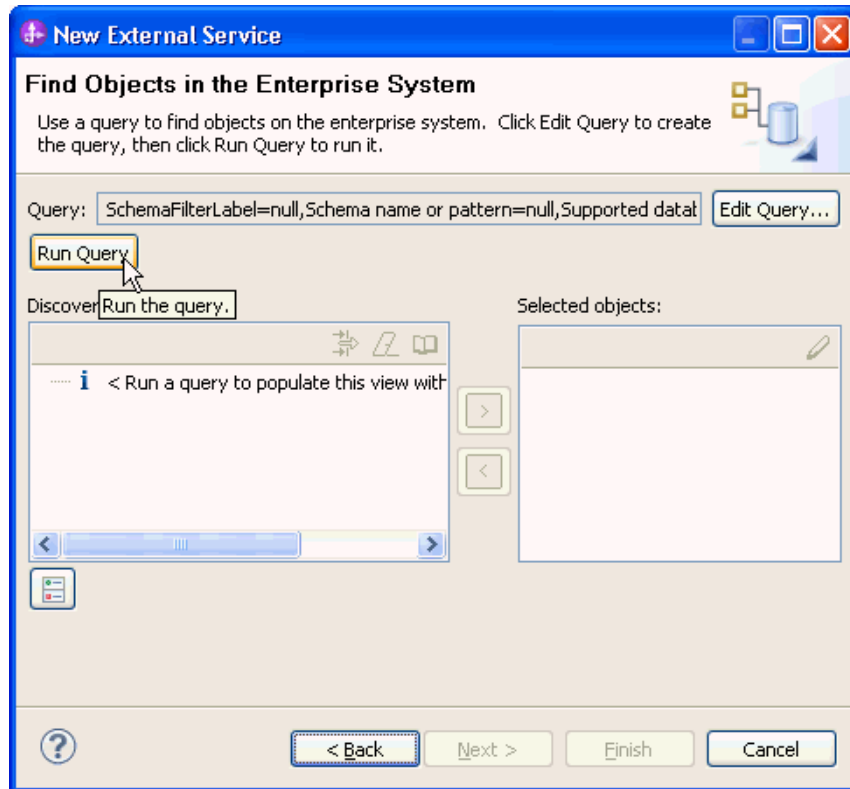 New External Service
Find Objects in the Enterprise System
Use a query to find objects on the enterprise system. Click Edit Query to create
the query, then click Run Query to run it.
Query: SchemaFilterLabel=null,Schema name or pattern=null,Supported datab Edit Query...
Run Query
Discover Run the query. Selected objects:
i < Run a query to populate this view with
> 
<
? < Back Next > Finish Cancel